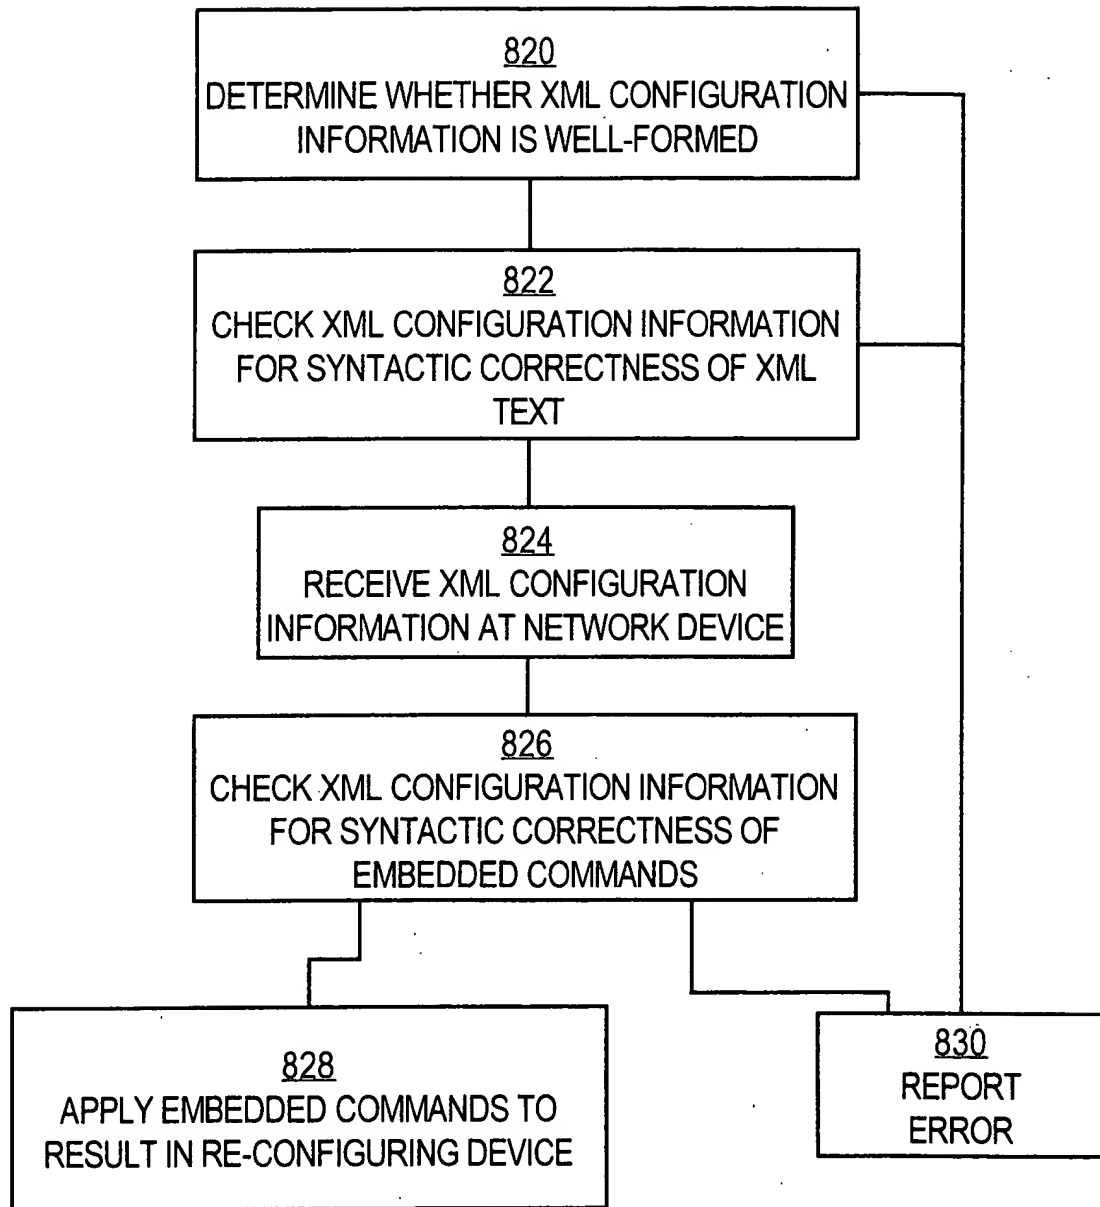 820
DETERMINE WHETHER XML CONFIGURATION
INFORMATION IS WELL-FORMED
822
CHECK XML CONFIGURATION INFORMATION
FOR SYNTACTIC CORRECTNESS OF XML
TEXT
824
RECEIVE XML CONFIGURATION
INFORMATION AT NETWORK DEVICE
826
CHECK XML CONFIGURATION INFORMATION
FOR SYNTACTIC CORRECTNESS OF
EMBEDDED COMMANDS
828
APPLY EMBEDDED COMMANDS TO
RESULT IN RE-CONFIGURING DEVICE
830
REPORT
ERROR